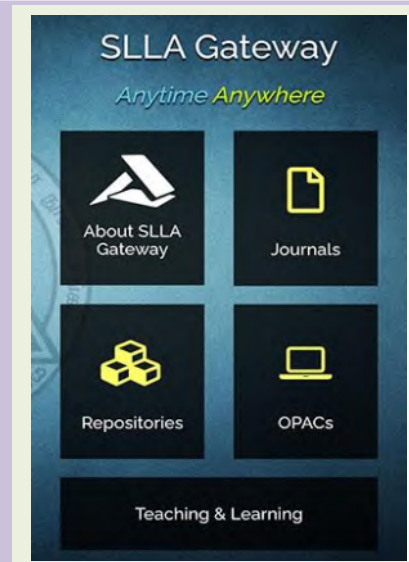 SLLA Gateway
Anytime Anywhere
About SLLA
Gateway
Journals
Repositories
OPACs
Teaching & Learning